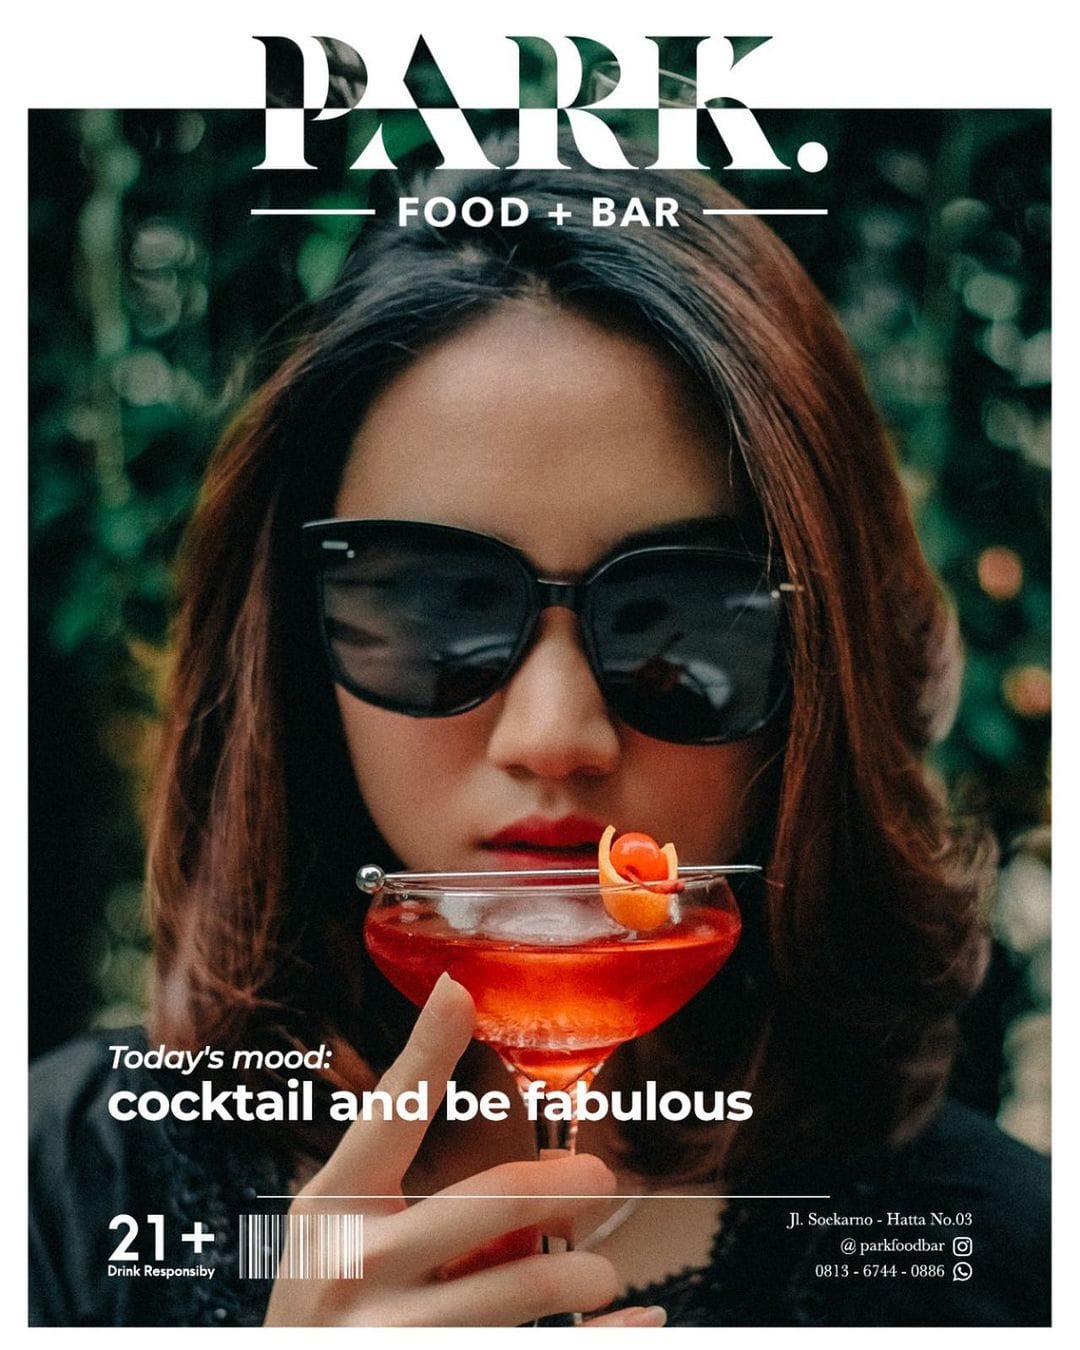 PARK.
FOOD + BAR
Today's mood:
cocktail and be fabulous
21+
Drink Responsiby
Jl. Soekarno - Hatta No.03
@parkfoodbar
0813 - 6744 - 0886